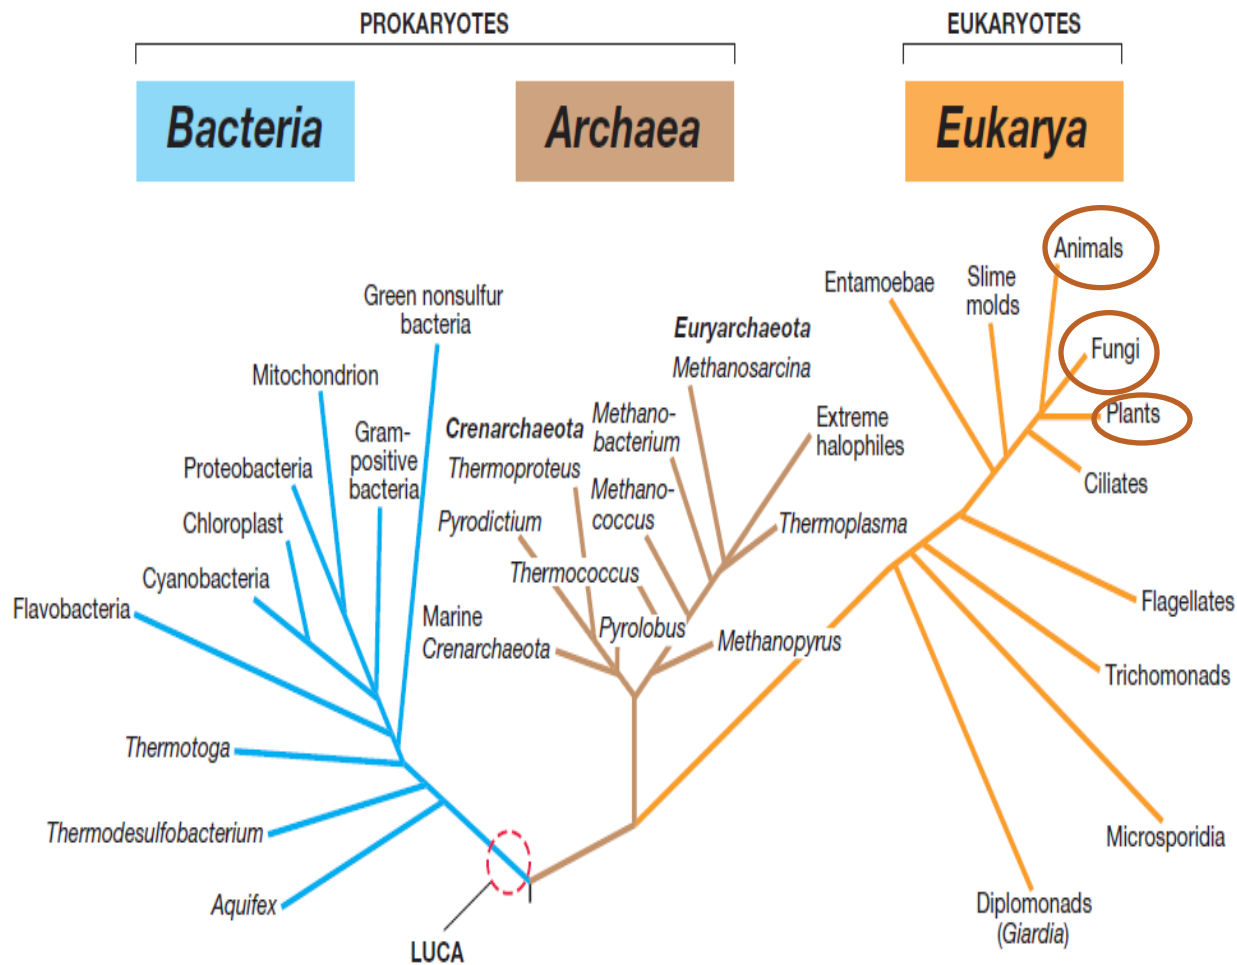 PROKARYOTES
EUKARYOTES
Bacteria
Archaea
Eukarya
Animals
Entamoebae
Slime
molds
Green nonsulfur
bacteria
Euryarchaeota
Methanosarcina
Fungi
Mitochondrion
Plants
Gram-
positive
bacteria
Crenarchaeota
Thermoproteus
Methano-
bacterium
Extreme
halophiles
Proteobacteria
Methano-
coccus
Ciliates
Chloroplast
Pyrodictium
Thermoplasma
Cyanobacteria
Thermococcus
Flavobacteria
Marine
Crenarchaeota
Pyrolobus
Methanopyrus
Flagellates
Trichomonads
Thermotoga
Thermodesulfobacterium
Microsporidia
Aquifex
Diplomonads
(Giardia)
LUCA